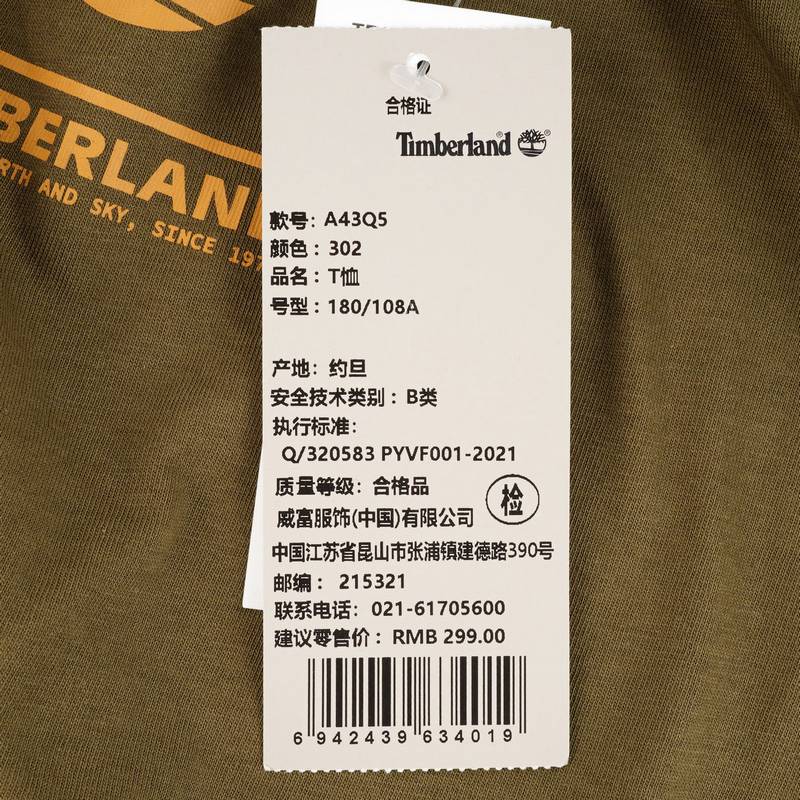 BERLAN
RTH AND SKY, SINCE 197
合格证
Timberland
款号: A43Q5
颜色: 302
品名: T恤
号型: 180/108A
产地: 约旦
安全技术类别: B类
执行标准:
Q/320583 PYVF001-2021
质量等级: 合格品
检
威富服饰(中国)有限公司
中国江苏省昆山市张浦镇建德路390号
邮编: 215321
联系电话: 021-61705600
建议零售价: RMB 299.00
6 942439 634019